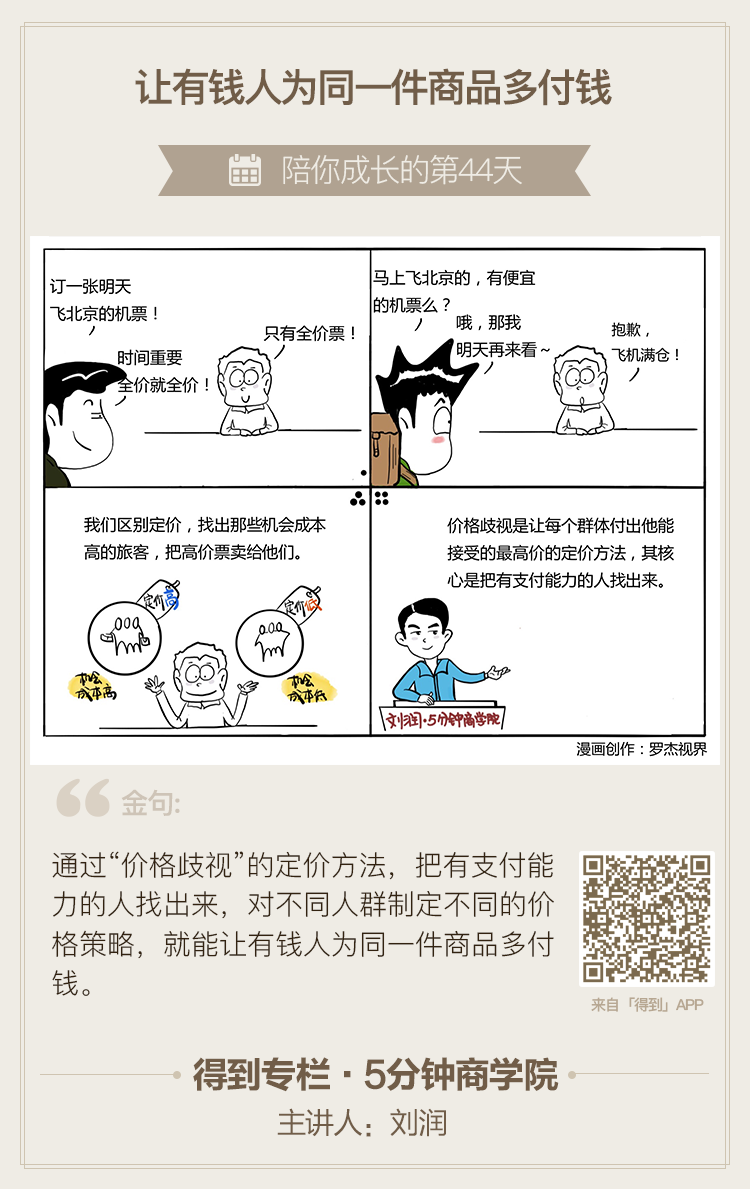 让有钱人为同一件商品多付钱
陪你成长的第44天
订一张明天
飞北京的机票！
只有全价票！
时间重要
全价就全价！
马上飞北京的，有便宜
的机票么？
哦，那我
明天再来看～
抱歉，
飞机满仓！
我们区别定价，找出那些机会成本
高的旅客，把高价票卖给他们。
定价高
定价低
机会
成本高
机会
成本低
价格歧视是让每个群体付出他能
接受的最高价的定价方法，其核
心是把有支付能力的人找出来。
刘润·5分钟商学院
漫画创作：罗杰视界
金句:
通过“价格歧视”的定价方法，把有支付能
力的人找出来，对不同人群制定不同的价
格策略，就能让有钱人为同一件商品多付
钱。
来自「得到」APP
得到专栏·5分钟商学院
主讲人：刘润